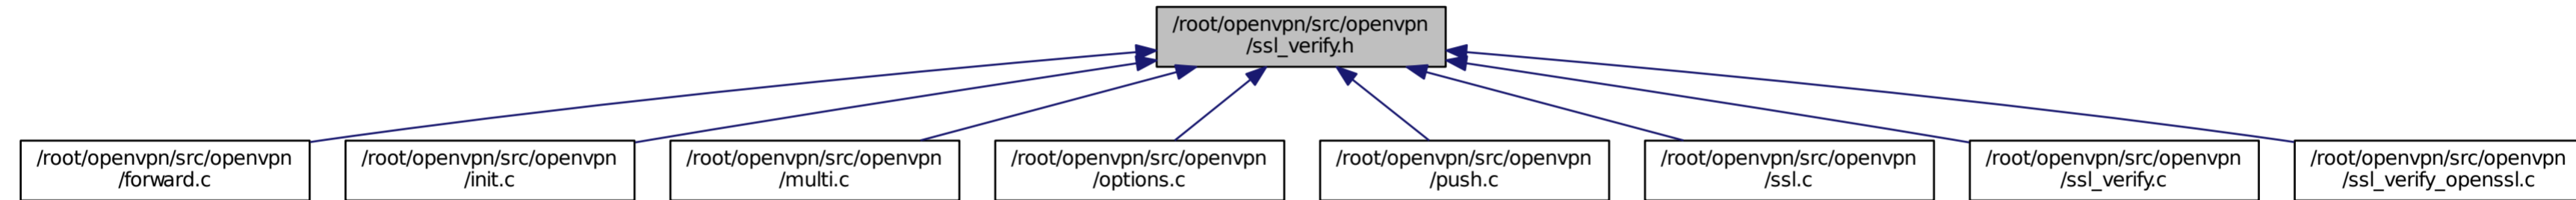 /root/openvpn/src/openvpn
/ssl_verify.h
/root/openvpn/src/openvpn
/forward.c
/root/openvpn/src/openvpn
/init.c
/root/openvpn/src/openvpn
/multi.c
/root/openvpn/src/openvpn
/options.c
/root/openvpn/src/openvpn
/push.c
/root/openvpn/src/openvpn
/ssl.c
/root/openvpn/src/openvpn
/ssl_verify.c
/root/openvpn/src/openvpn
/ssl_verify_openssl.c